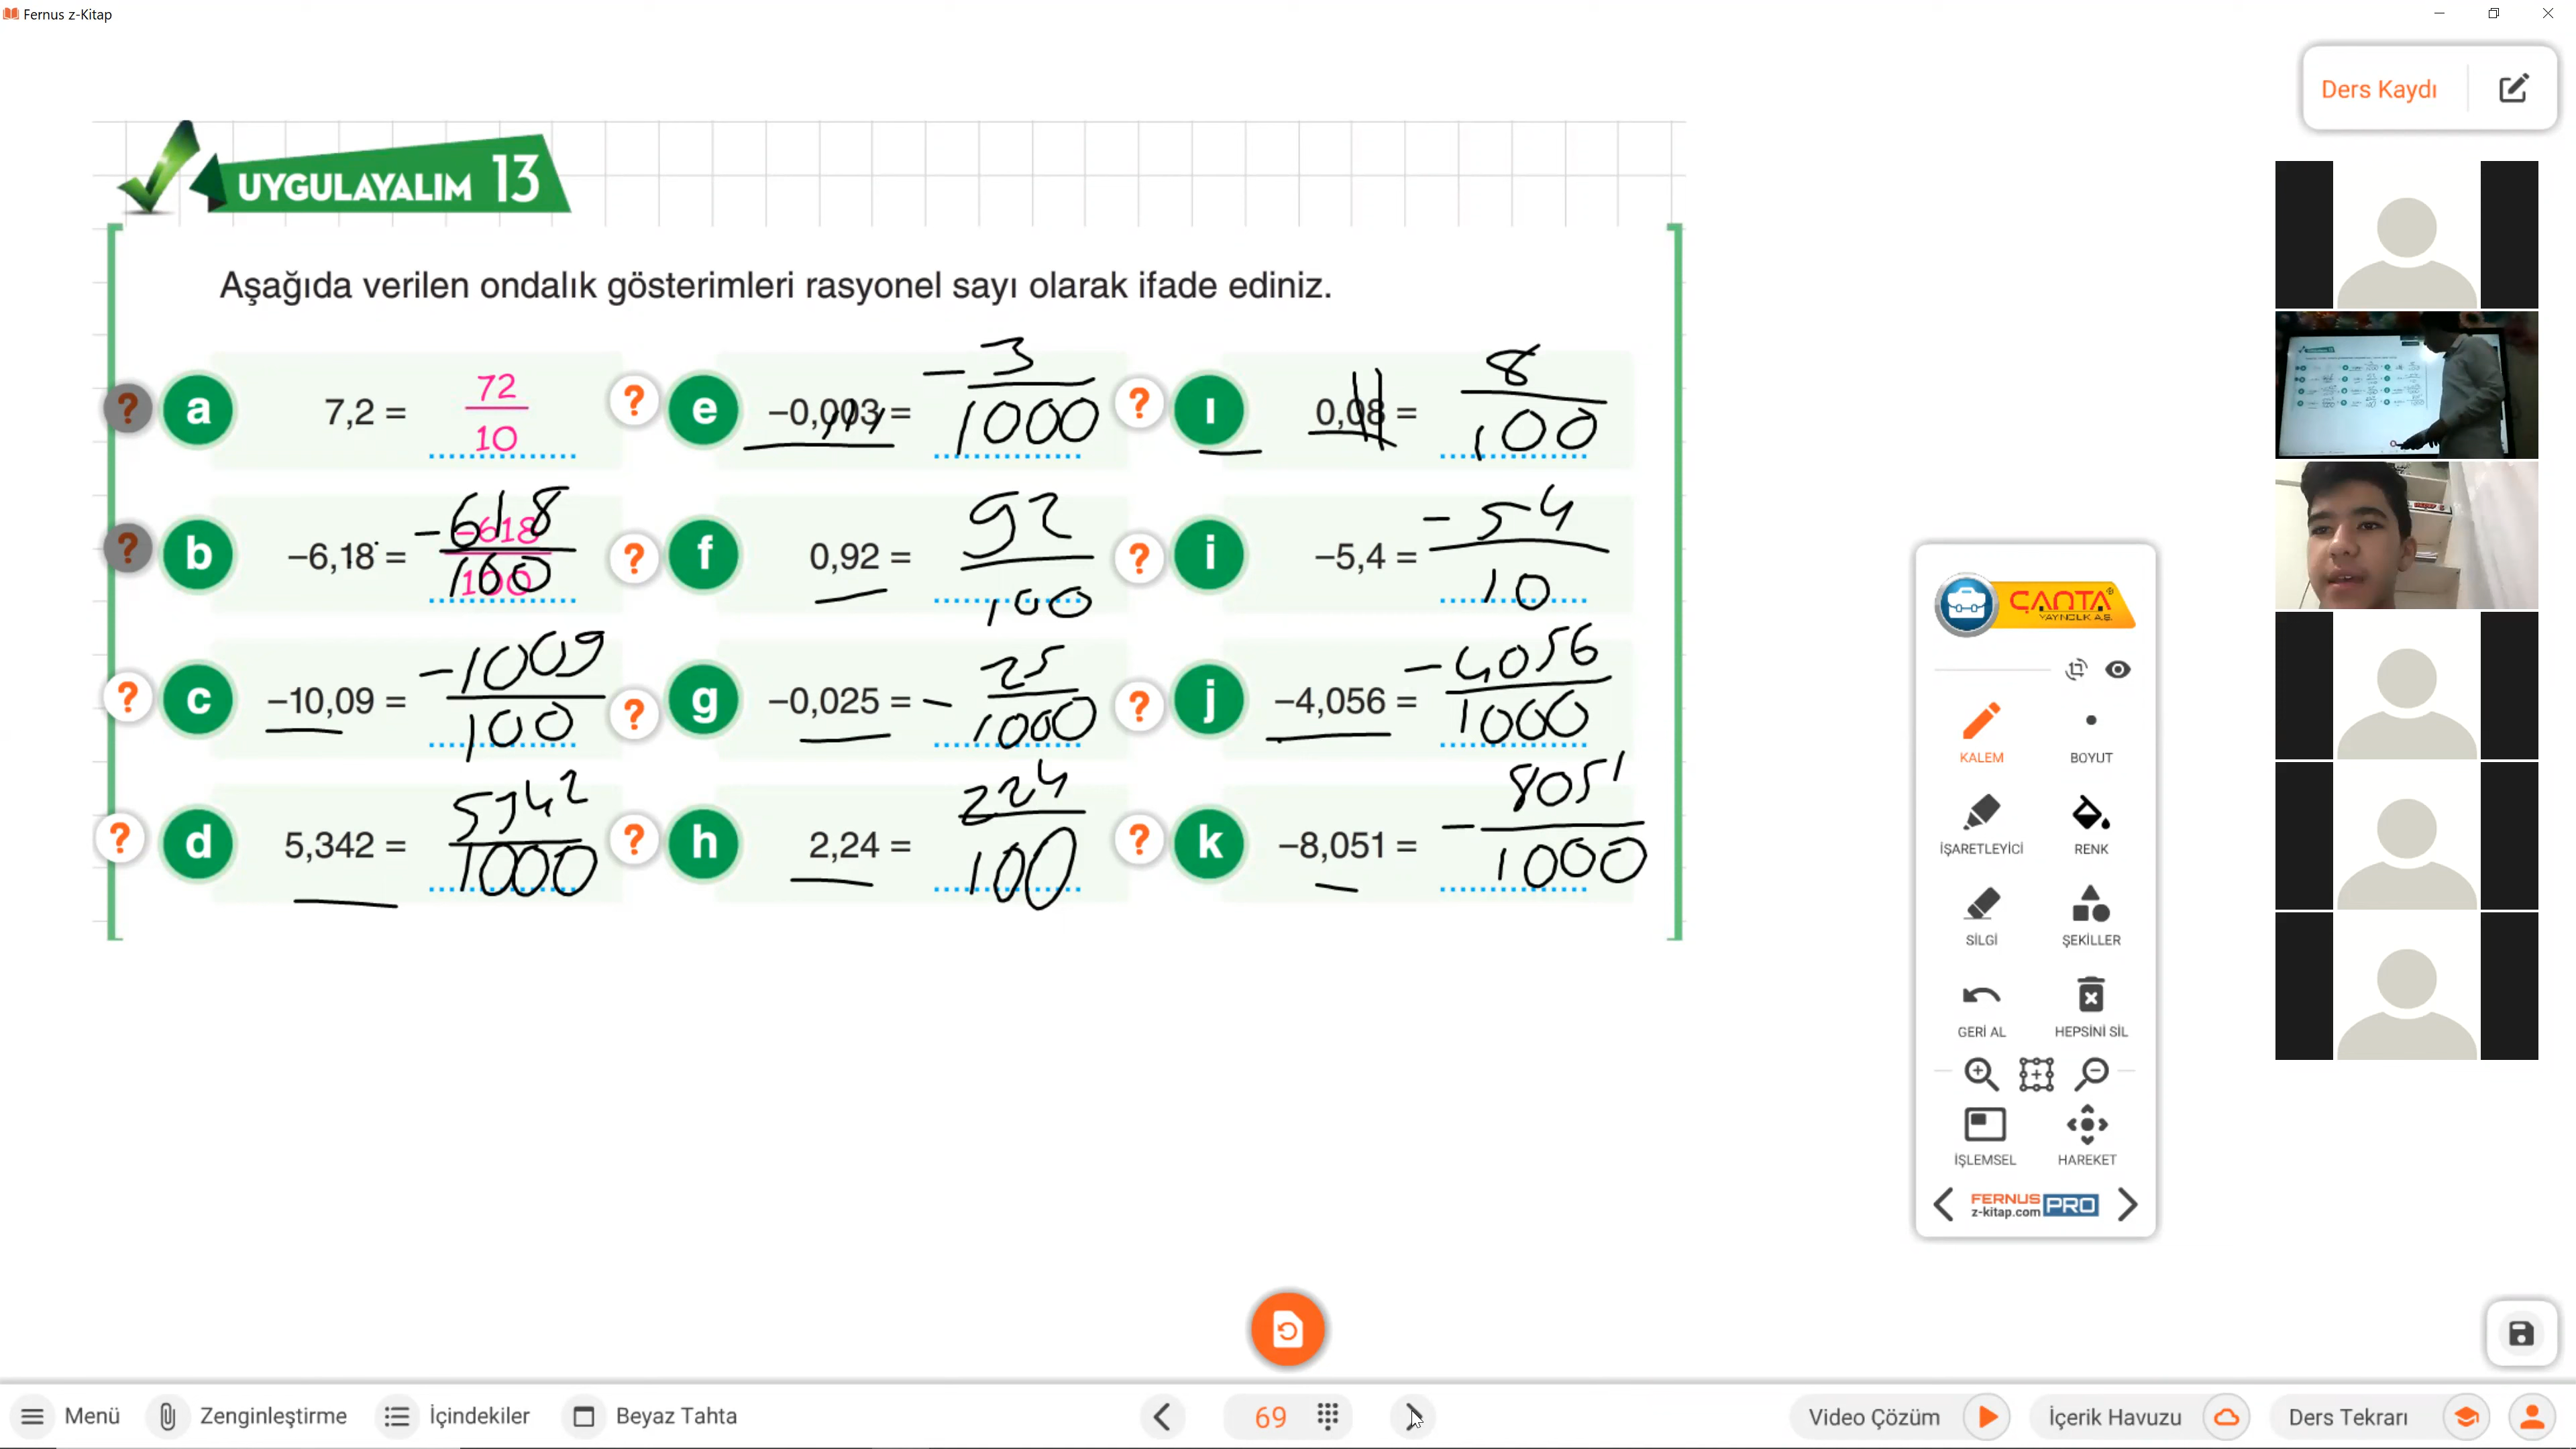 Fernus z-Kitap
Ders Kaydı
UYGULAYALIM 13
Aşağıda verilen ondalık gösterimleri rasyonel sayı olarak ifade ediniz.
? a 7,2 = 72/10
? e −0,003 = −3/1000
? ı 0,08 = 8/100
? b −6,18 = −618/100 −618/100
? f 0,92 = 92/100
? i −5,4 = −54/10
? c −10,09 = −1009/100
? g −0,025 = −25/1000
? j −4,056 = −4056/1000
? d 5,342 = 5342/1000
? h 2,24 = 224/100
? k −8,051 = −8051/1000
ÇANTA
YAYINCILIK A.Ş.
KALEM BOYUT
İŞARETLEYİCİ RENK
SİLGİ ŞEKİLLER
GERİ AL HEPSİNİ SİL
İŞLEMSEL HAREKET
FERNUS PRO
z-kitap.com
Menü Zenginleştirme İçindekiler Beyaz Tahta 69 Video Çözüm İçerik Havuzu Ders Tekrarı